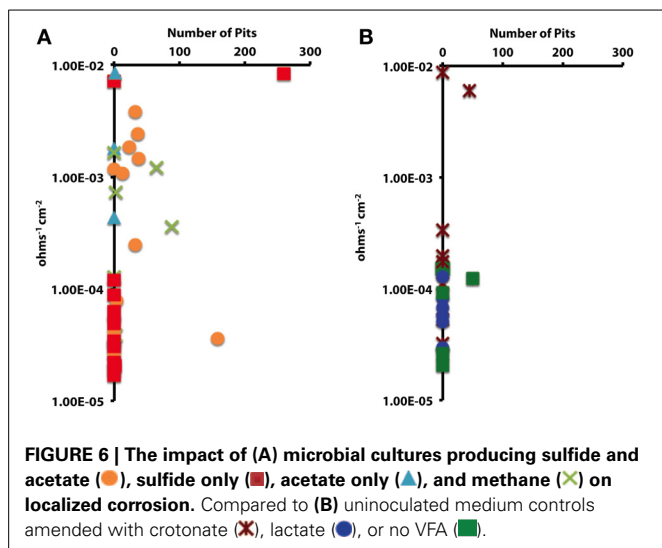 A
Number of Pits
0 100 200 300
1.00E-02
1.00E-03
1.00E-04
1.00E-05
ohms⁻¹ cm⁻²
B
Number of Pits
0 100 200 300
1.00E-02
1.00E-03
1.00E-04
1.00E-05
ohms⁻¹ cm⁻²
FIGURE 6 | The impact of (A) microbial cultures producing sulfide and
acetate (), sulfide only (), acetate only (), and methane () on
localized corrosion. Compared to (B) uninoculated medium controls
amended with crotonate (), lactate (), or no VFA ().